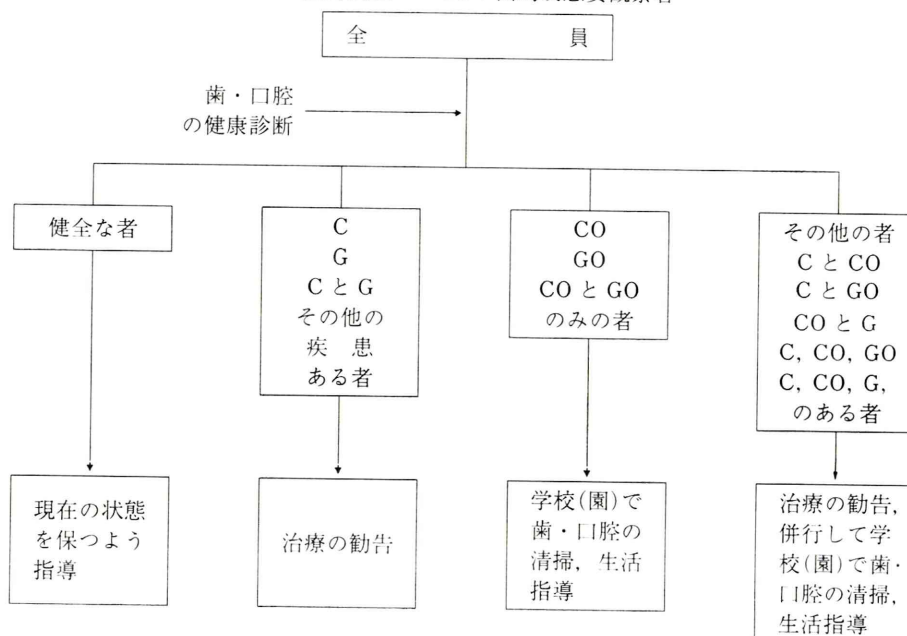 全 員
歯・口腔
の健康診断
健全な者
C
G
CとG
その他の
疾 患
ある者
CO
GO
COとGO
のみの者
その他の者
CとCO
CとGO
COとG
C, CO, GO
C, CO, G,
のある者
現在の状態
を保つよう
指導
治療の勧告
学校(園)で
歯・口腔の
清掃, 生活
指導
治療の勧告,
併行して学
校(園)で歯・
口腔の清掃,
生活指導